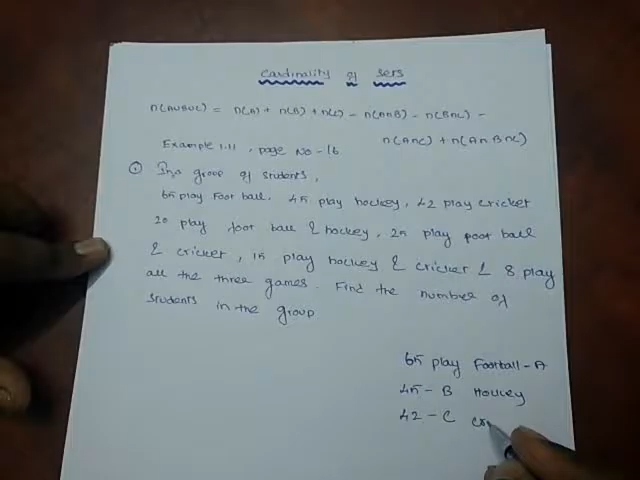 Cardinality of sets
n(AUBUC) = n(A) + n(B) + n(C) - n(A∩B) - n(B∩C) -
n(A∩C) + n(A∩B∩C)
Example 1.11, page No - 16
① In a group of students,
65 play Foot ball, 45 play hockey, 42 play cricket
20 play foot ball & hockey, 25 play foot ball
& cricket, 15 play hockey & cricket & 8 play
all the three games. Find the number of
students in the group
65 play Football - A
45 - B Hockey
42 - C cr